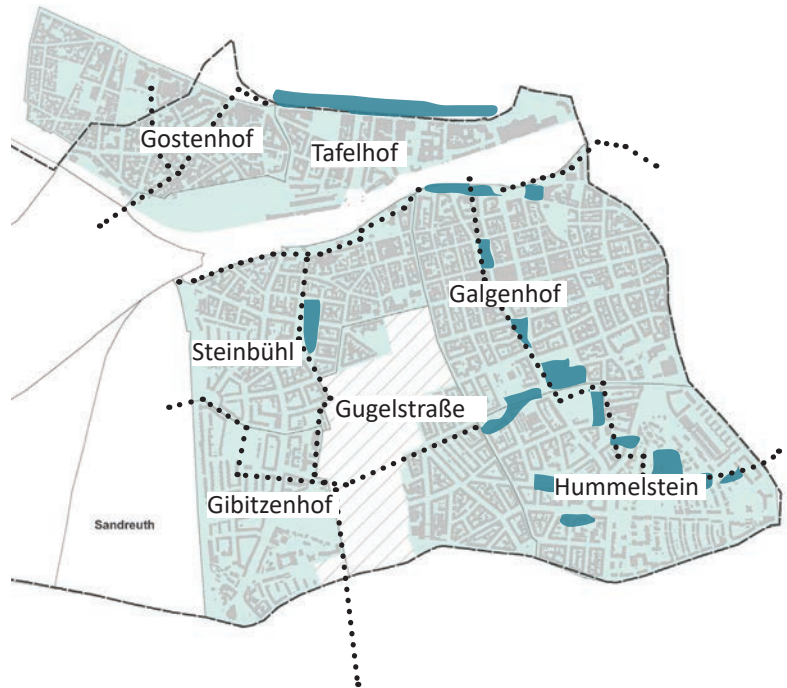 Gostenhof
Tafelhof
Galgenhof
Steinbühl
Gugelstraße
Hummelstein
Gibitzenhof
Sandreuth